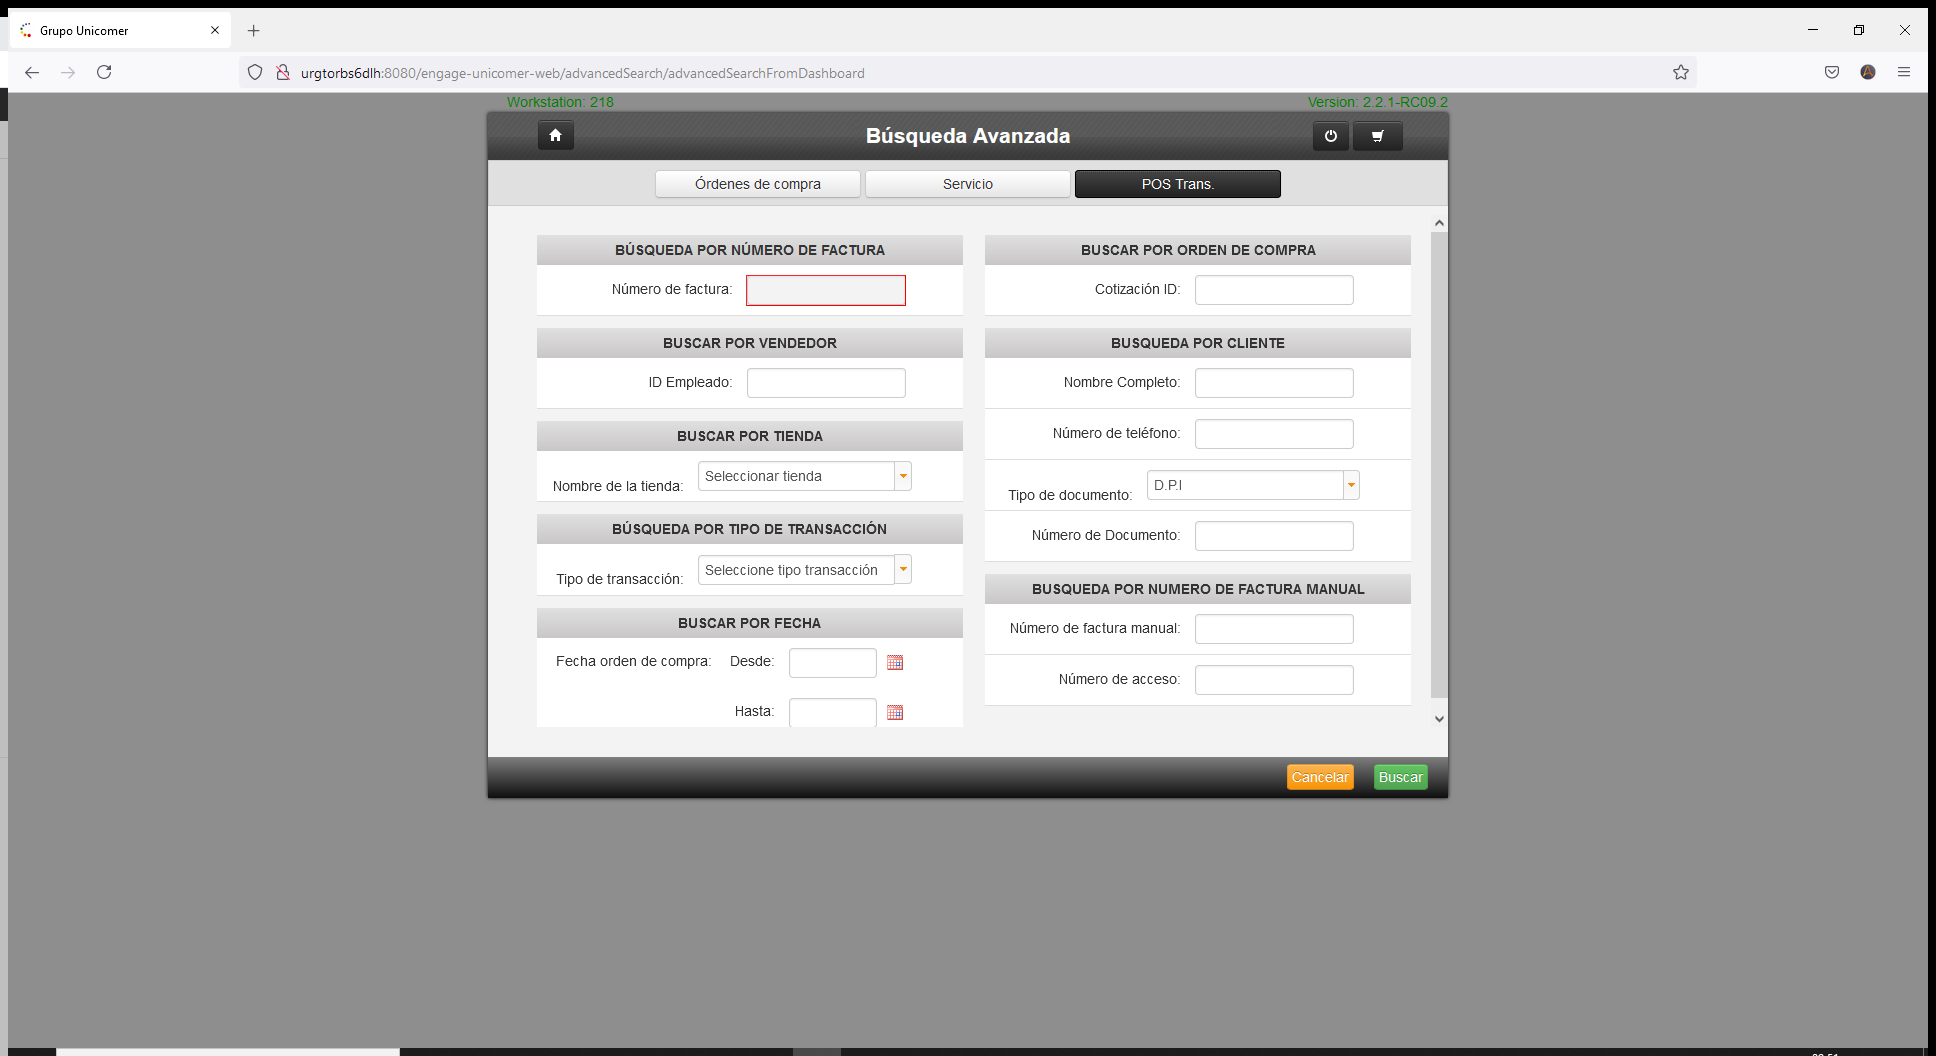 Grupo Unicomer
urgtorbs6dlh:8080/engage-unicomer-web/advancedSearch/advancedSearchFromDashboard
Workstation: 218
Version: 2.2.1-RC09.2
Búsqueda Avanzada
Órdenes de compra
Servicio
POS Trans.
BÚSQUEDA POR NÚMERO DE FACTURA
Número de factura:
BUSCAR POR VENDEDOR
ID Empleado:
BUSCAR POR TIENDA
Nombre de la tienda:
Seleccionar tienda
BÚSQUEDA POR TIPO DE TRANSACCIÓN
Tipo de transacción:
Seleccione tipo transacción
BUSCAR POR FECHA
Fecha orden de compra: Desde:
Hasta:
BUSCAR POR ORDEN DE COMPRA
Cotización ID:
BUSQUEDA POR CLIENTE
Nombre Completo:
Número de teléfono:
Tipo de documento:
D.P.I
Número de Documento:
BUSQUEDA POR NUMERO DE FACTURA MANUAL
Número de factura manual:
Número de acceso:
Cancelar
Buscar